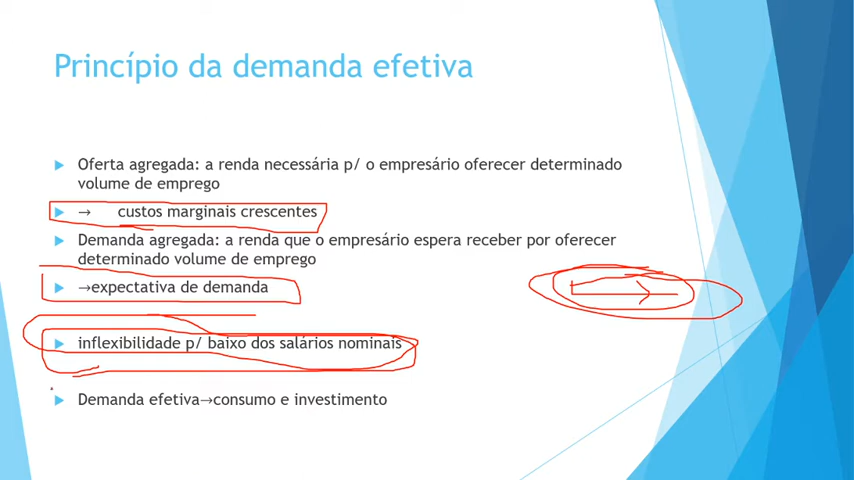 Princípio da demanda efetiva
Oferta agregada: a renda necessária p/ o empresário oferecer determinado
volume de emprego
→ custos marginais crescentes
Demanda agregada: a renda que o empresário espera receber por oferecer
determinado volume de emprego
→expectativa de demanda
inflexibilidade p/ baixo dos salários nominais
Demanda efetiva→consumo e investimento